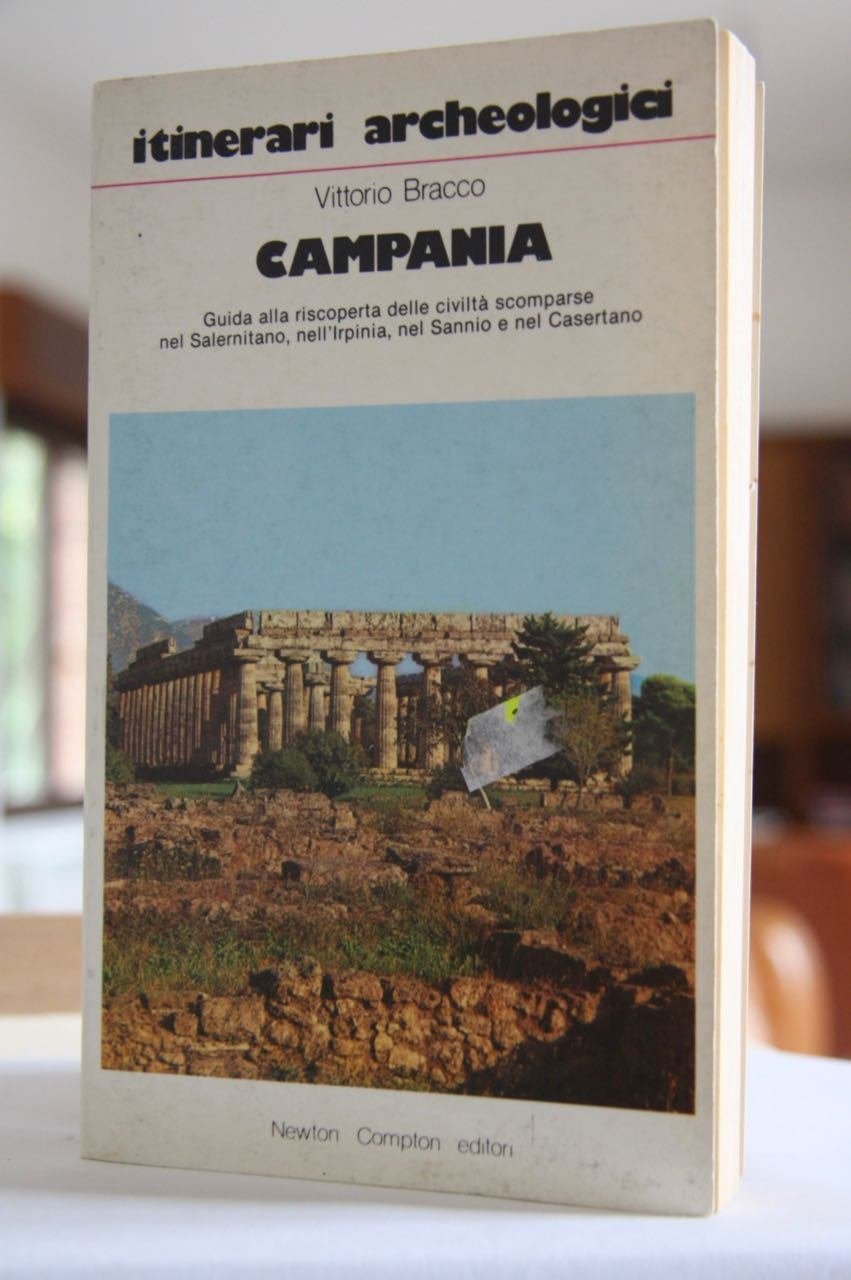 itinerari archeologici
Vittorio Bracco
CAMPANIA
Guida alla riscoperta delle civiltà scomparse
nel Salernitano, nell'Irpinia, nel Sannio e nel Casertano
Newton Compton editori